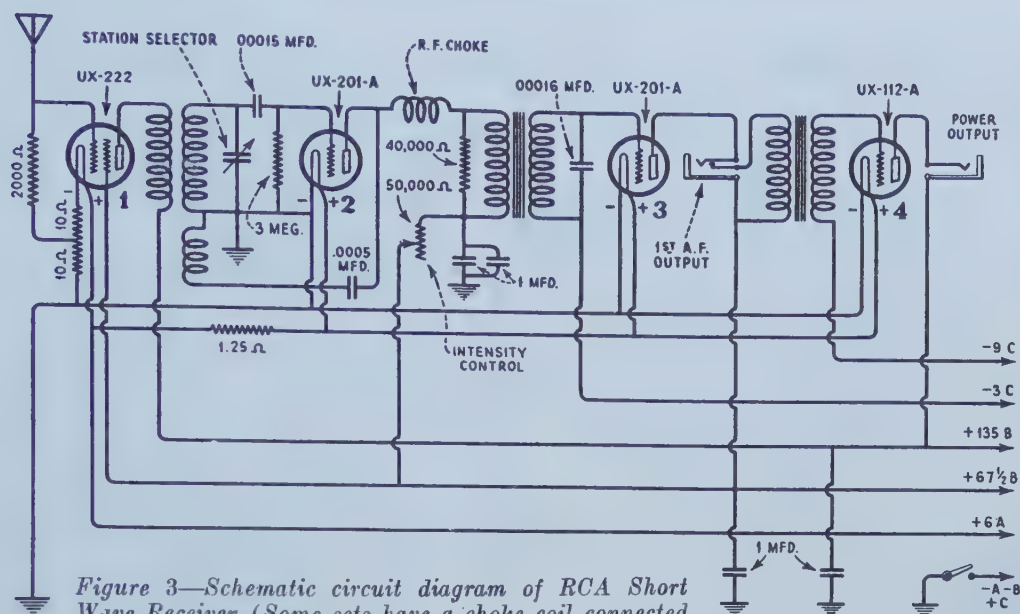 STATION SELECTOR
00015 MFD.
R.F. CHOKE
UX-222
UX-201-A
00016 MFD.
UX-201-A
UX-112-A
POWER
OUTPUT
2000 Ω
40,000 Ω
50,000 Ω
+ 1
10 Ω
10 Ω
- + 2
3 MEG.
.0005
MFD.
1 MFD.
- + 3
1ST A.F.
OUTPUT
- + 4
1.25 Ω
INTENSITY
CONTROL
-9 C
-3 C
+135 B
+67½ B
+6 A
1 MFD.
-A -B
+C
Figure 3—Schematic circuit diagram of RCA Short
Wave Receiver (Some sets have a choke coil connected